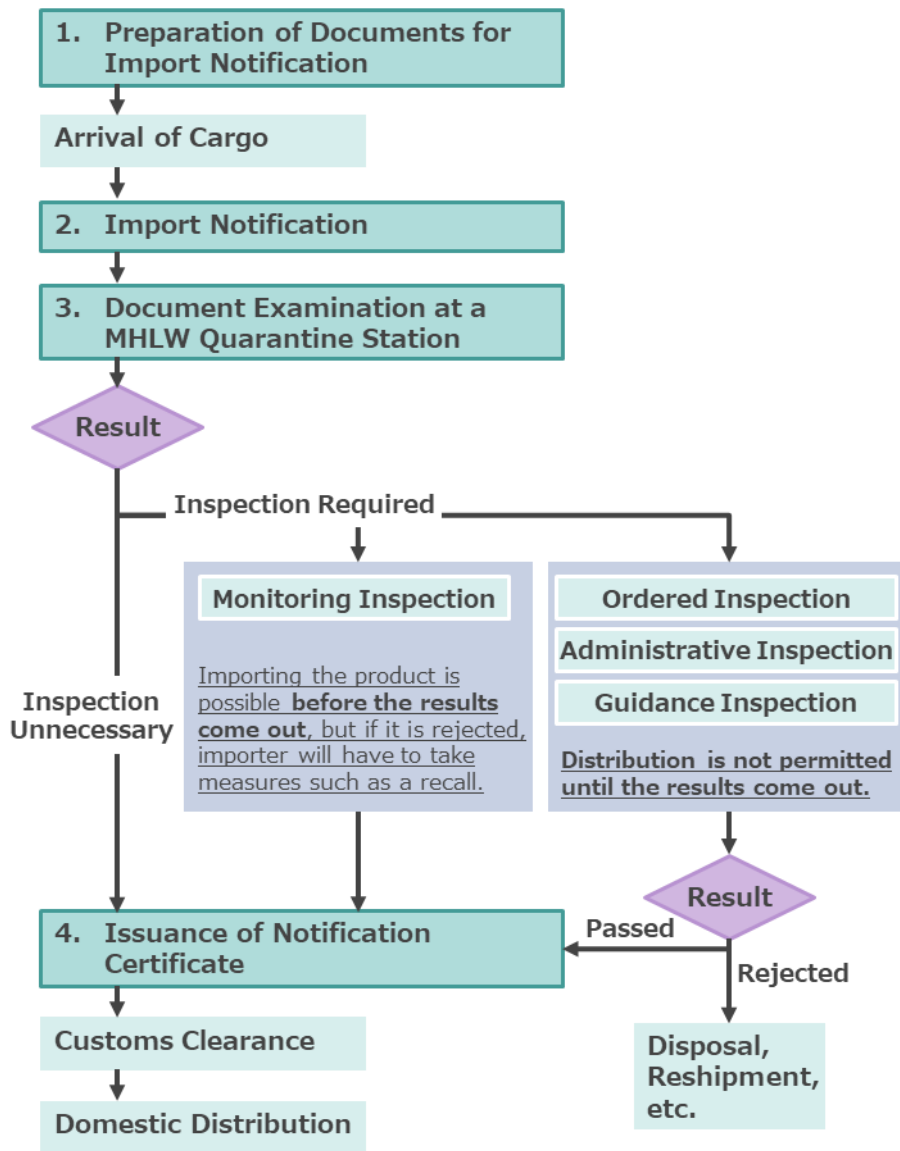 1. Preparation of Documents for
Import Notification
Arrival of Cargo
2. Import Notification
3. Document Examination at a
MHLW Quarantine Station
Result
Inspection Required
Inspection
Unnecessary
Monitoring Inspection
Importing the product is
possible before the results
come out, but if it is rejected,
importer will have to take
measures such as a recall.
Ordered Inspection
Administrative Inspection
Guidance Inspection
Distribution is not permitted
until the results come out.
Result
Passed
Rejected
4. Issuance of Notification
Certificate
Customs Clearance
Domestic Distribution
Disposal,
Reshipment,
etc.